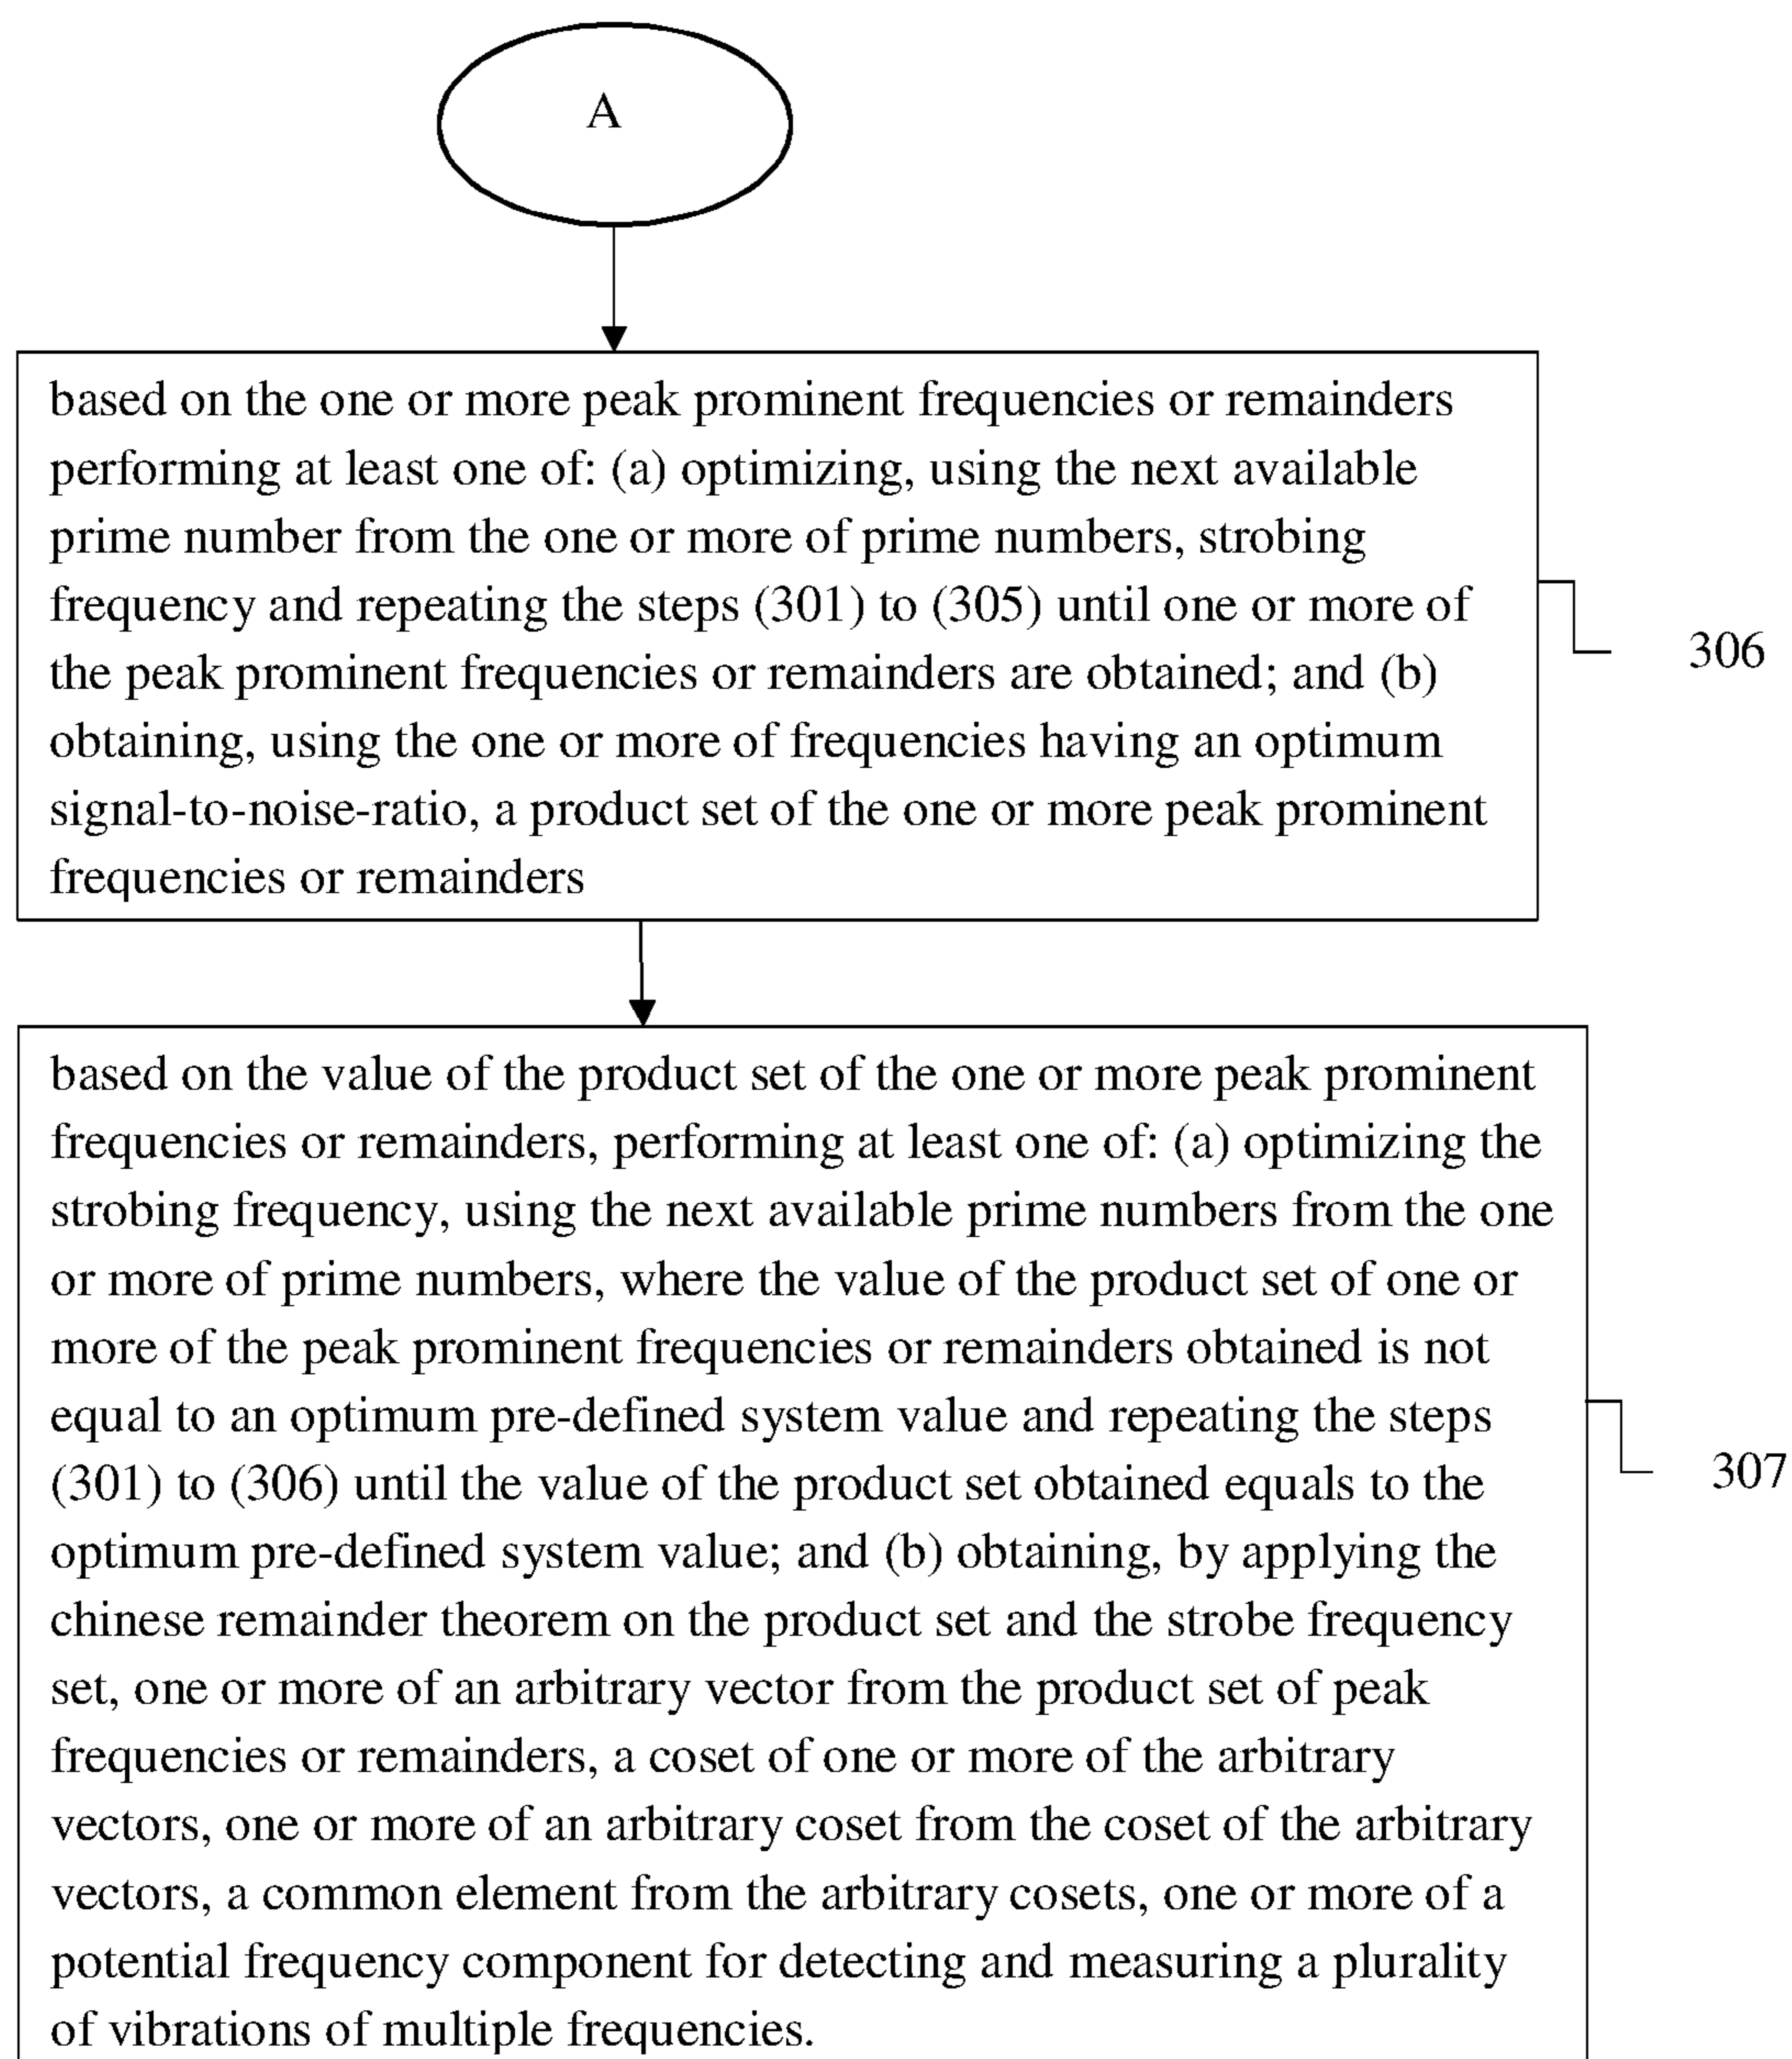 A
based on the one or more peak prominent frequencies or remainders
performing at least one of: (a) optimizing, using the next available
prime number from the one or more of prime numbers, strobing
frequency and repeating the steps (301) to (305) until one or more of
the peak prominent frequencies or remainders are obtained; and (b)
obtaining, using the one or more of frequencies having an optimum
signal-to-noise-ratio, a product set of the one or more peak prominent
frequencies or remainders
306
based on the value of the product set of the one or more peak prominent
frequencies or remainders, performing at least one of: (a) optimizing the
strobing frequency, using the next available prime numbers from the one
or more of prime numbers, where the value of the product set of one or
more of the peak prominent frequencies or remainders obtained is not
equal to an optimum pre-defined system value and repeating the steps
(301) to (306) until the value of the product set obtained equals to the
optimum pre-defined system value; and (b) obtaining, by applying the
chinese remainder theorem on the product set and the strobe frequency
set, one or more of an arbitrary vector from the product set of peak
frequencies or remainders, a coset of one or more of the arbitrary
vectors, one or more of an arbitrary coset from the coset of the arbitrary
vectors, a common element from the arbitrary cosets, one or more of a
potential frequency component for detecting and measuring a plurality
of vibrations of multiple frequencies.
307